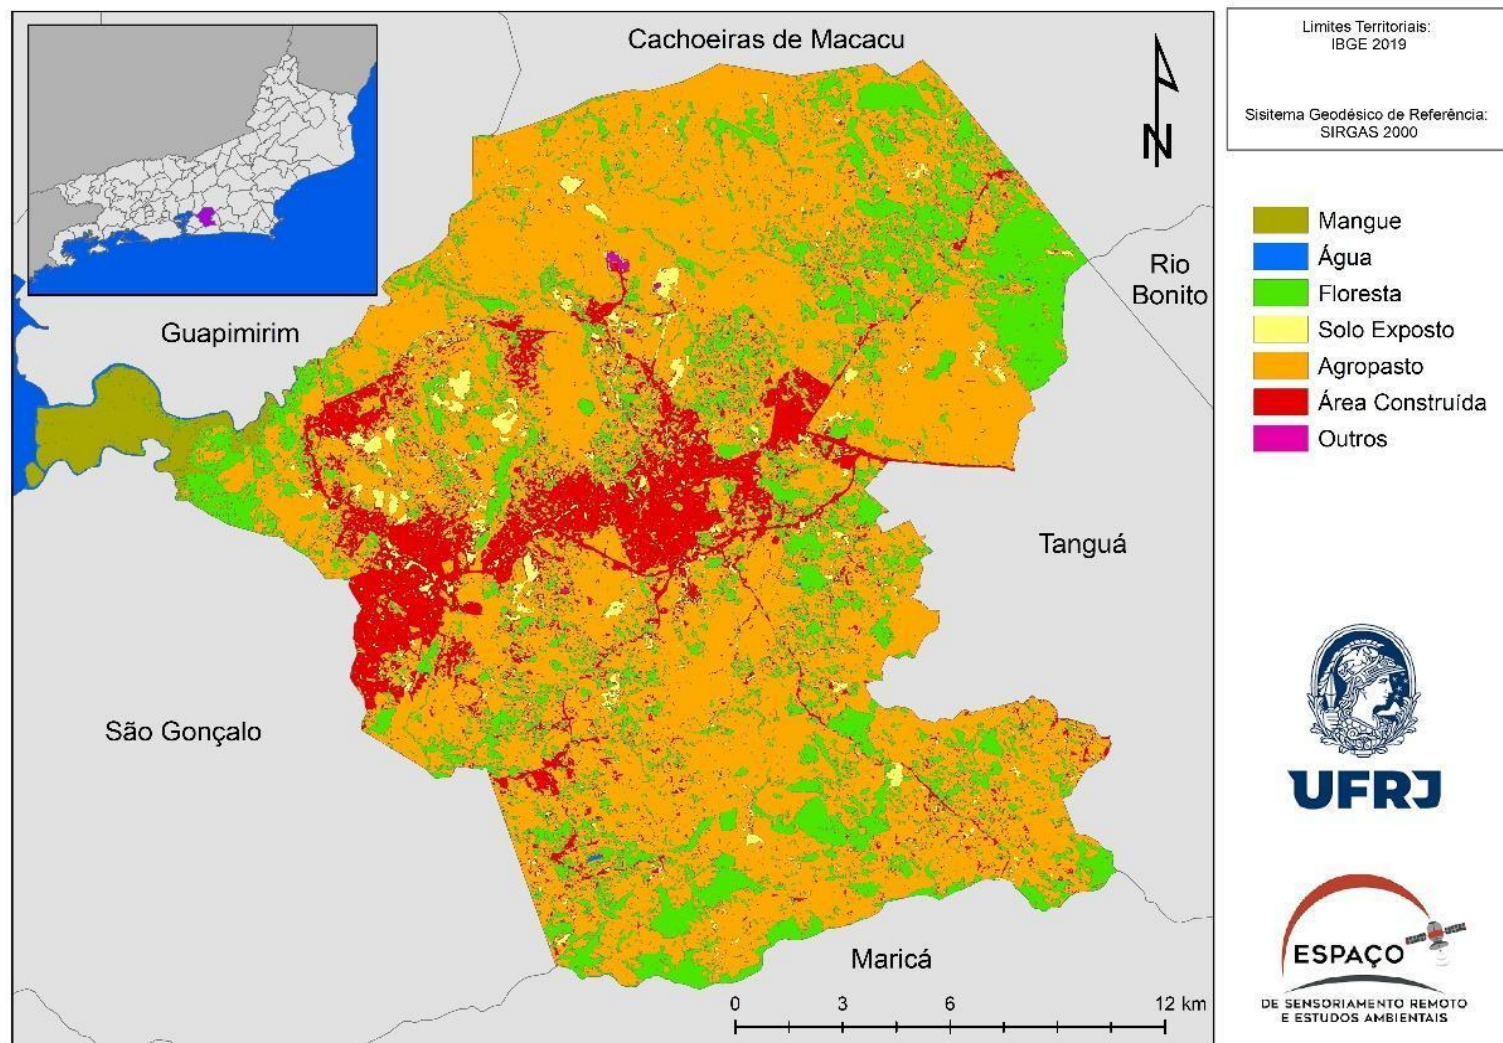 Limites Territoriais:
IBGE 2019
Sisitema Geodésico de Referência:
SIRGAS 2000
Cachoeiras de Macacu
N
Rio
Bonito
Guapimirim
Tanguá
São Gonçalo
Maricá
0 3 6 12 km
Mangue
Água
Floresta
Solo Exposto
Agropasto
Área Construída
Outros
UFRJ
ESPAÇO
DE SENSORIAMENTO REMOTO
E ESTUDOS AMBIENTAIS